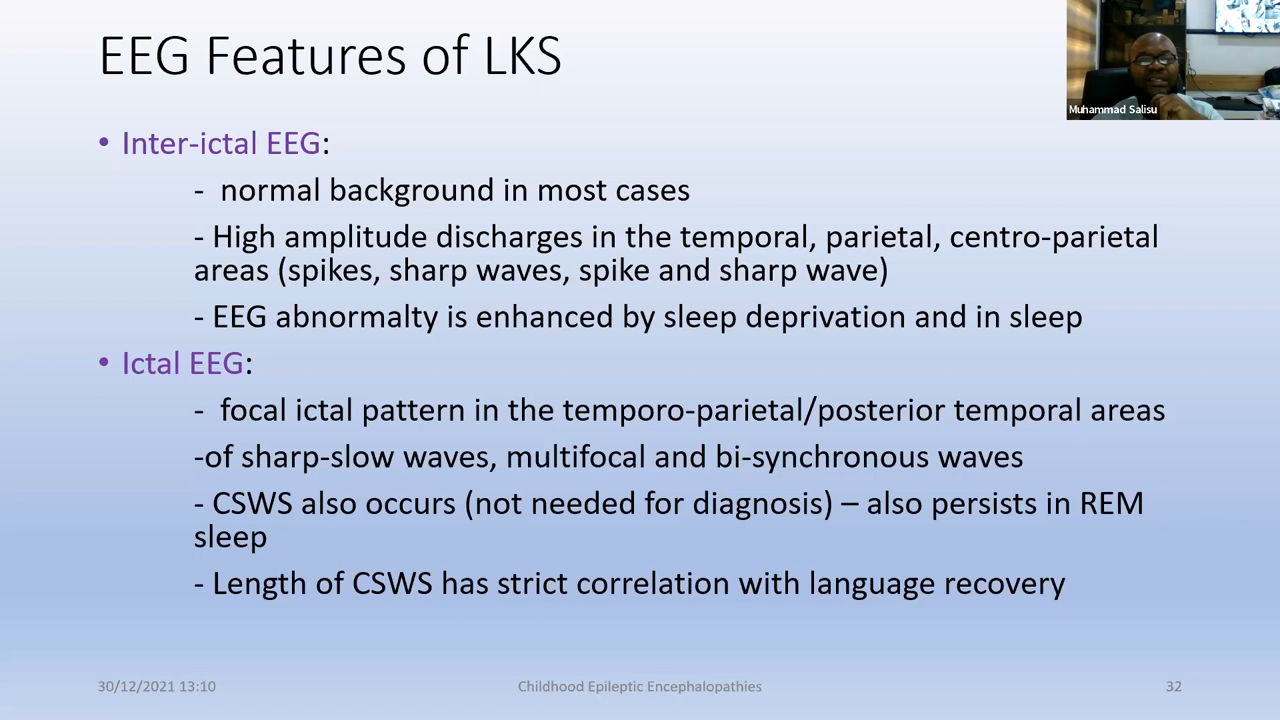 EEG Features of LKS
Muhammad Salisu
• Inter-ictal EEG:
- normal background in most cases
- High amplitude discharges in the temporal, parietal, centro-parietal
areas (spikes, sharp waves, spike and sharp wave)
- EEG abnormalty is enhanced by sleep deprivation and in sleep
• Ictal EEG:
- focal ictal pattern in the temporo-parietal/posterior temporal areas
-of sharp-slow waves, multifocal and bi-synchronous waves
- CSWS also occurs (not needed for diagnosis) – also persists in REM
sleep
- Length of CSWS has strict correlation with language recovery
30/12/2021 13:10 Childhood Epileptic Encephalopathies 32